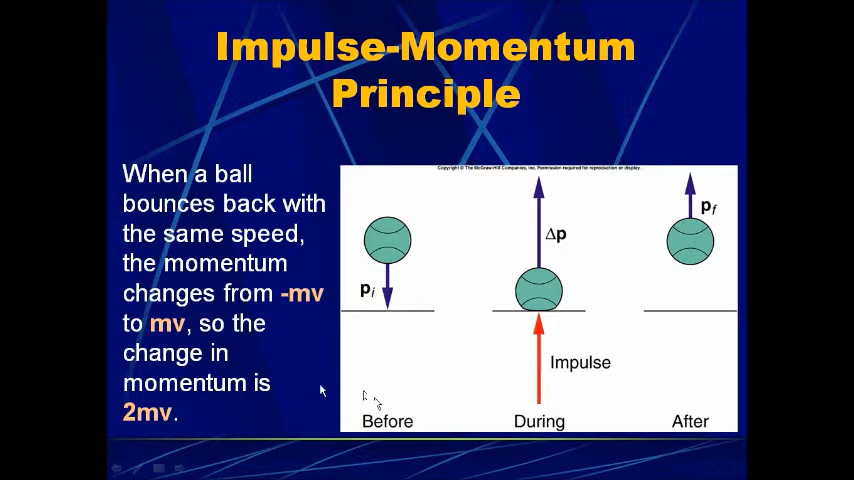 Impulse-Momentum
Principle
When a ball
bounces back with
the same speed,
the momentum
changes from -mv
to mv, so the
change in
momentum is
2mv.
Copyright © The McGraw-Hill Companies, Inc. Permission required for reproduction or display.
pi
Δp
pf
Impulse
Before
During
After